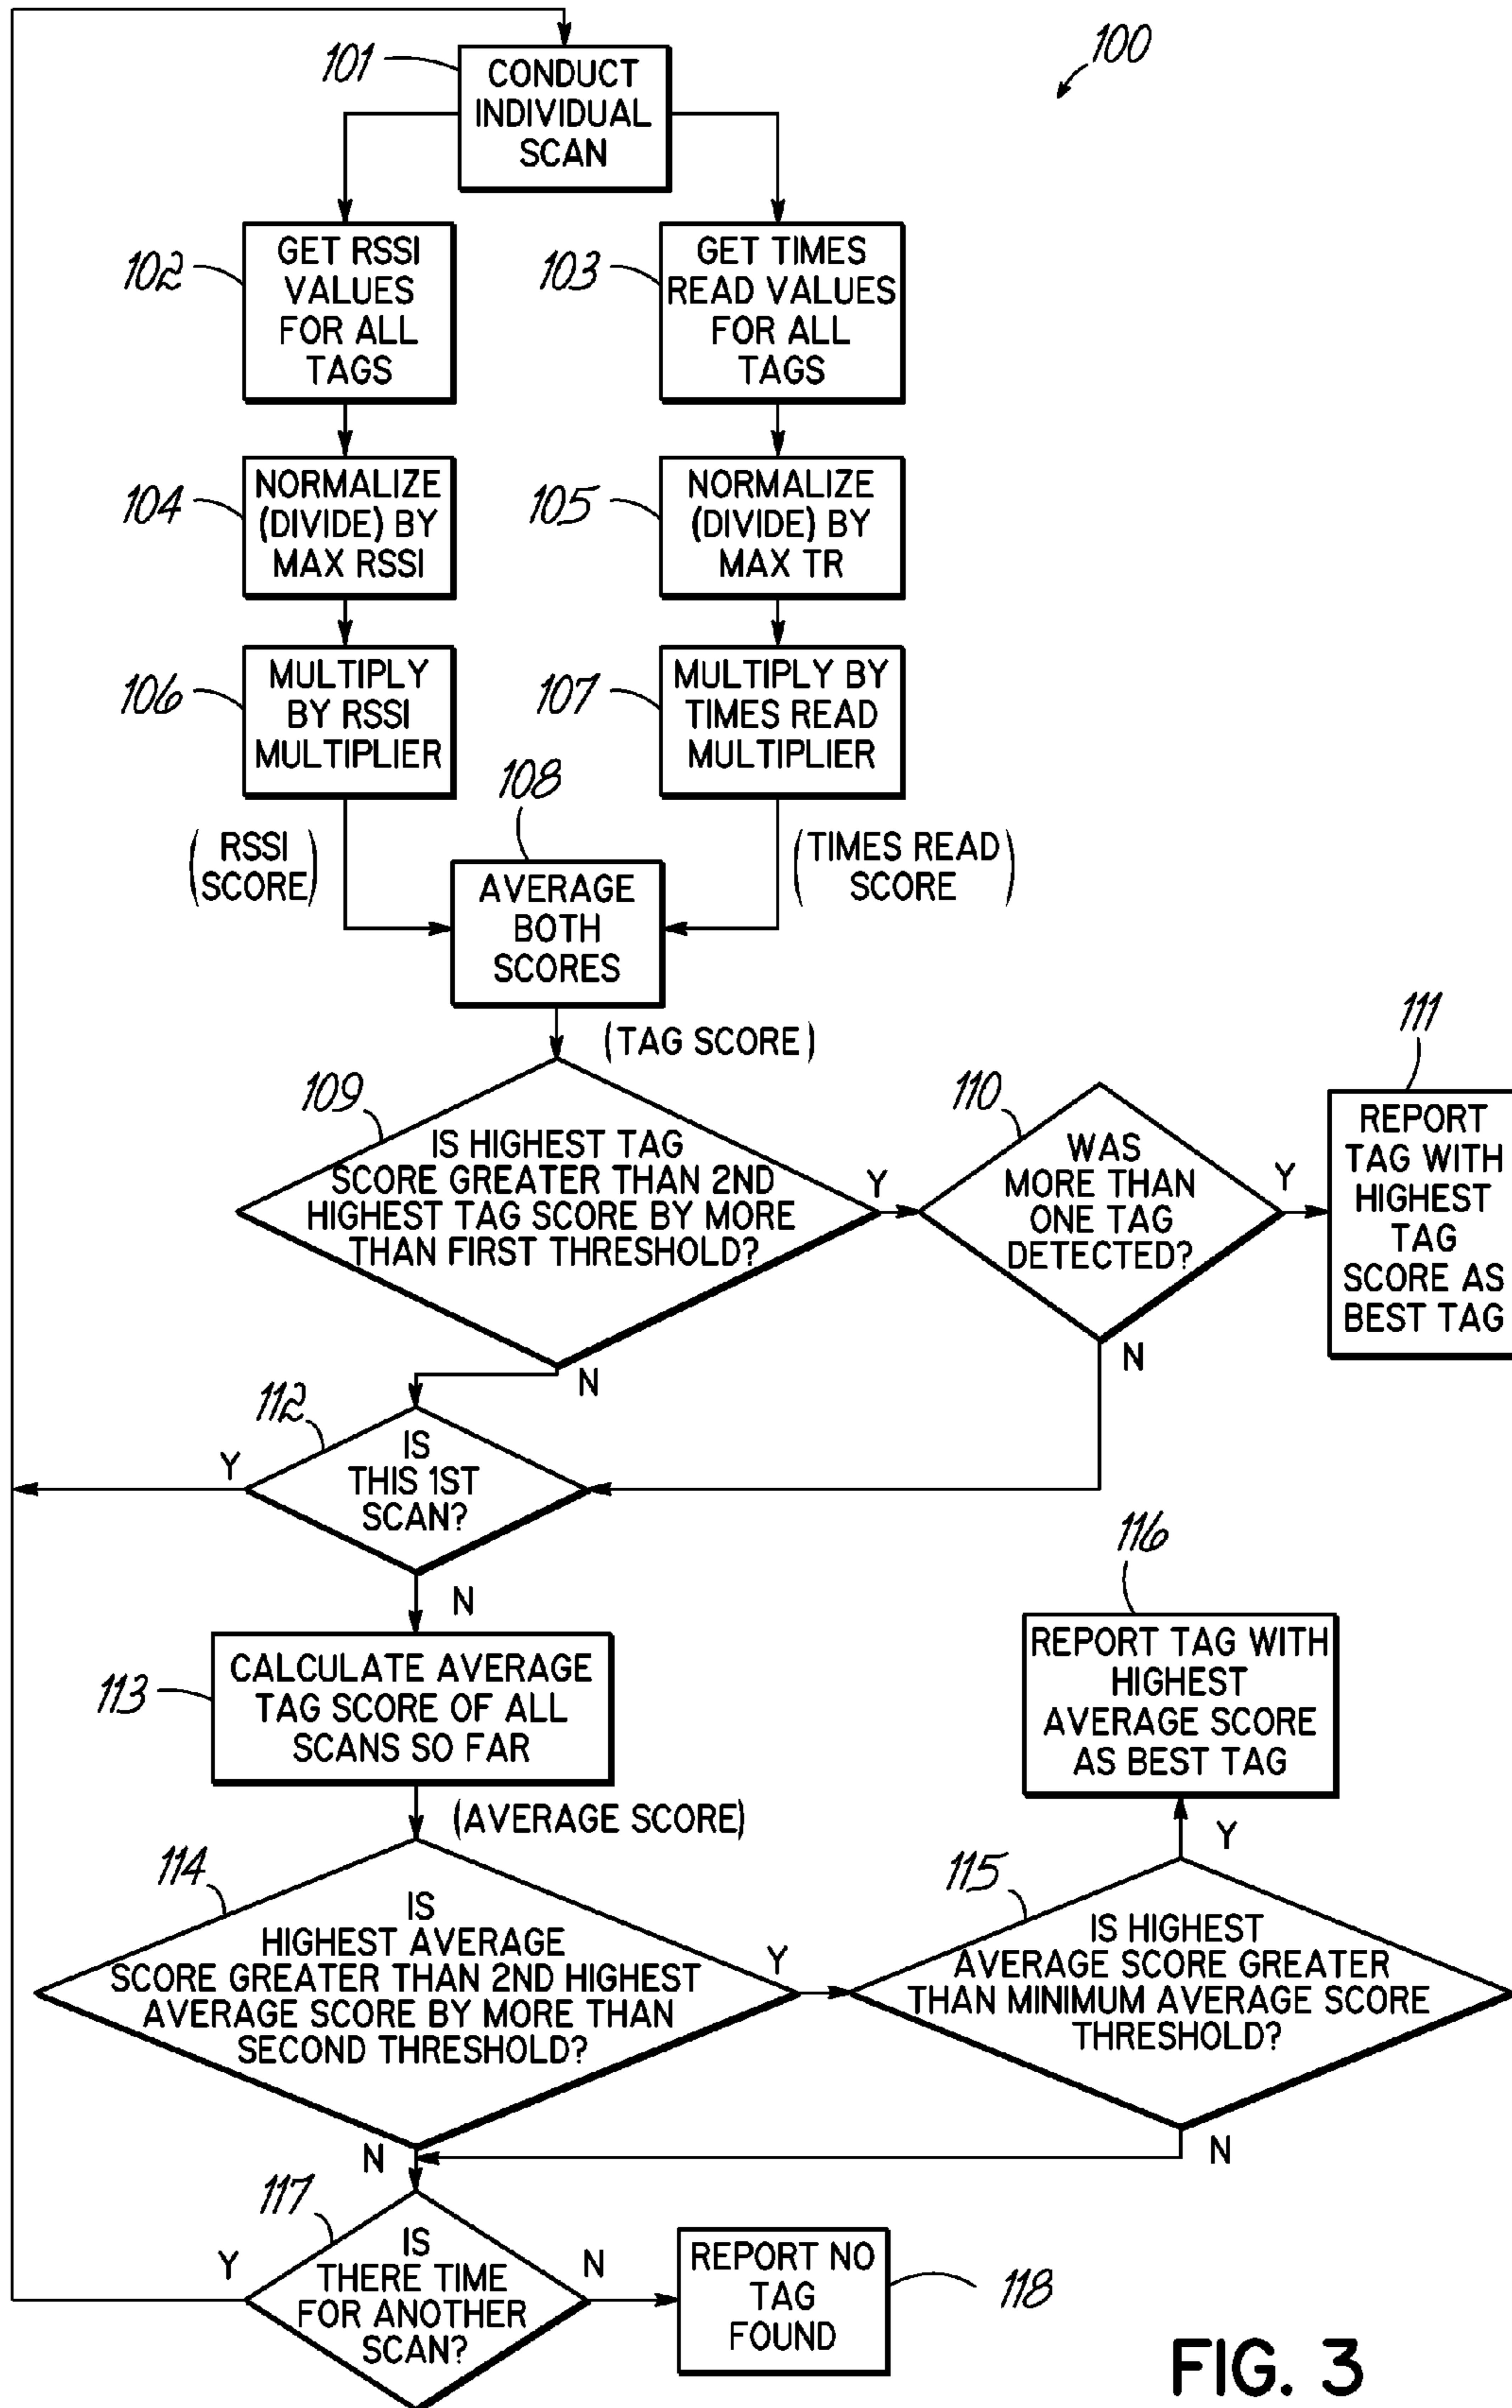 100
101
CONDUCT
INDIVIDUAL
SCAN
102
GET RSSI
VALUES
FOR ALL
TAGS
103
GET TIMES
READ VALUES
FOR ALL
TAGS
104
NORMALIZE
(DIVIDE) BY
MAX RSSI
105
NORMALIZE
(DIVIDE) BY
MAX TR
106
MULTIPLY
BY RSSI
MULTIPLIER
107
MULTIPLY BY
TIMES READ
MULTIPLIER
(RSSI
SCORE)
108
AVERAGE
BOTH
SCORES
(TIMES READ
SCORE)
(TAG SCORE)
109
IS HIGHEST TAG
SCORE GREATER THAN 2ND
HIGHEST TAG SCORE BY MORE
THAN FIRST THRESHOLD?
Y
N
110
WAS
MORE THAN
ONE TAG
DETECTED?
Y
N
111
REPORT
TAG WITH
HIGHEST
TAG
SCORE AS
BEST TAG
112
IS
THIS 1ST
SCAN?
Y
N
113
CALCULATE AVERAGE
TAG SCORE OF ALL
SCANS SO FAR
(AVERAGE SCORE)
116
REPORT TAG WITH
HIGHEST
AVERAGE SCORE
AS BEST TAG
114
IS
HIGHEST AVERAGE
SCORE GREATER THAN 2ND HIGHEST
AVERAGE SCORE BY MORE THAN
SECOND THRESHOLD?
Y
N
115
IS HIGHEST
AVERAGE SCORE GREATER
THAN MINIMUM AVERAGE SCORE
THRESHOLD?
Y
N
117
IS
THERE TIME
FOR ANOTHER
SCAN?
Y
N
REPORT NO
TAG
FOUND
118
FIG. 3